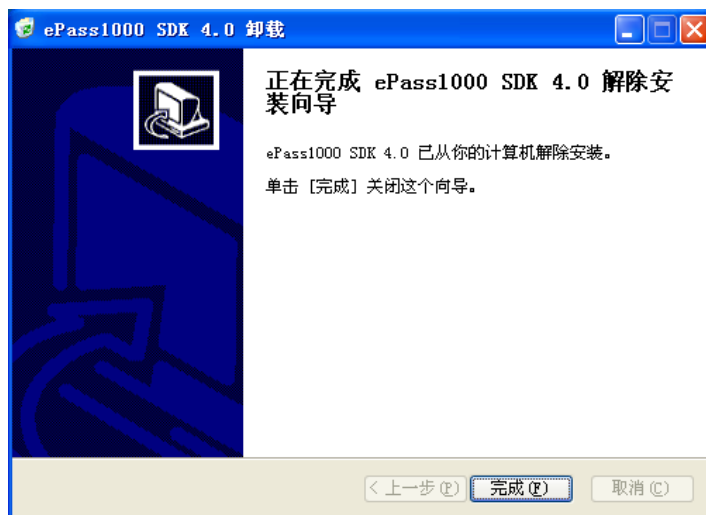 ePass1000 SDK 4.0 卸载
正在完成 ePass1000 SDK 4.0 解除安
装向导
ePass1000 SDK 4.0 已从你的计算机解除安装。
单击 [完成] 关闭这个向导。
< 上一步(P) 完成(F) 取消(C)